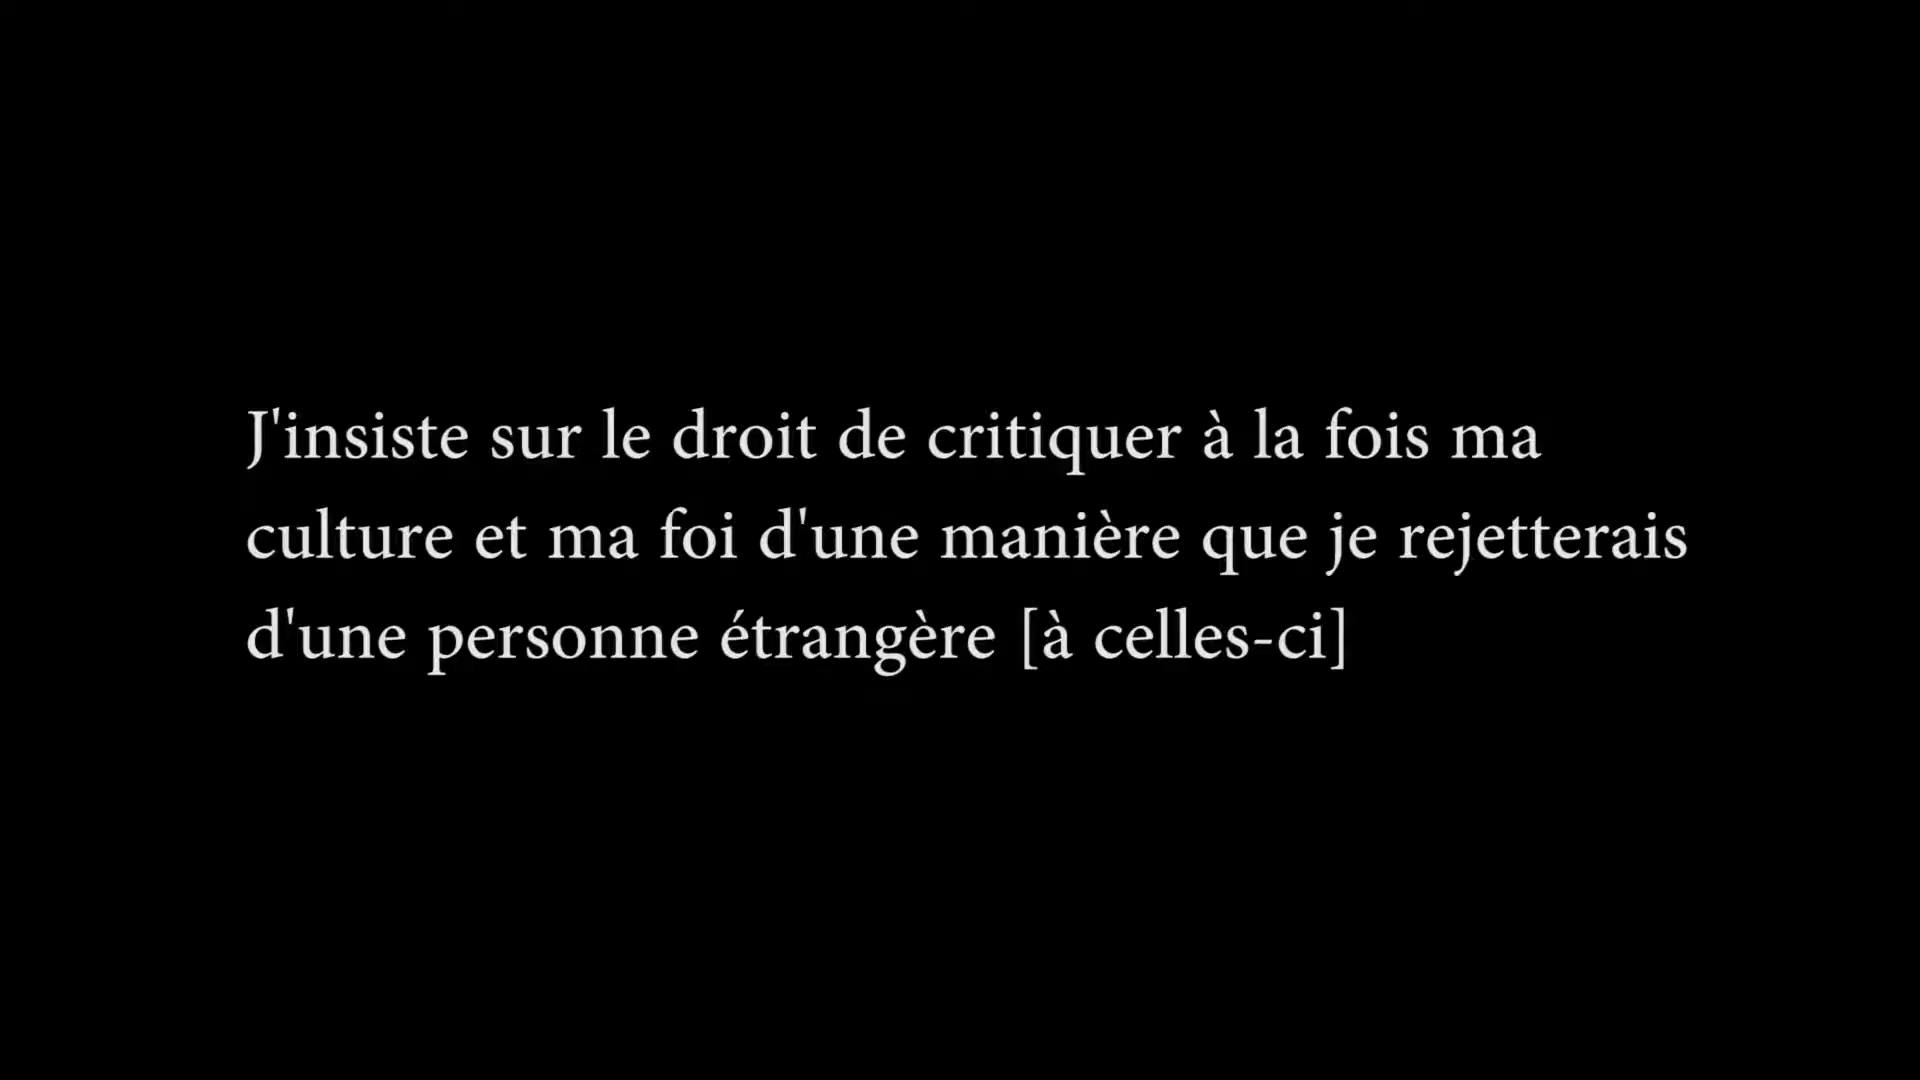 J'insiste sur le droit de critiquer à la fois ma
culture et ma foi d'une manière que je rejetterais
d'une personne étrangère [à celles-ci]